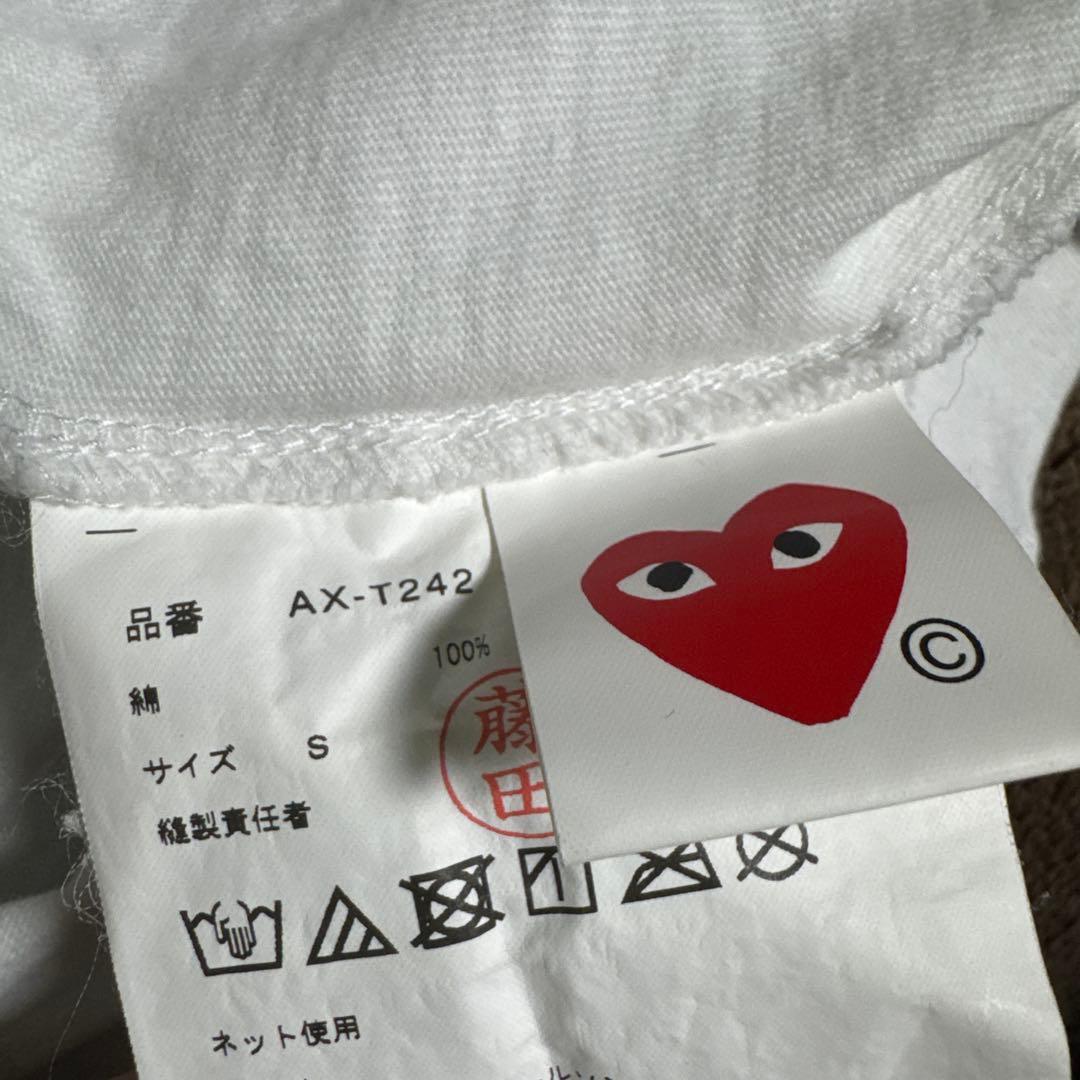 品番 AX-T242
綿 100%
サイズ S
縫製責任者
藤
田
©
ネット使用